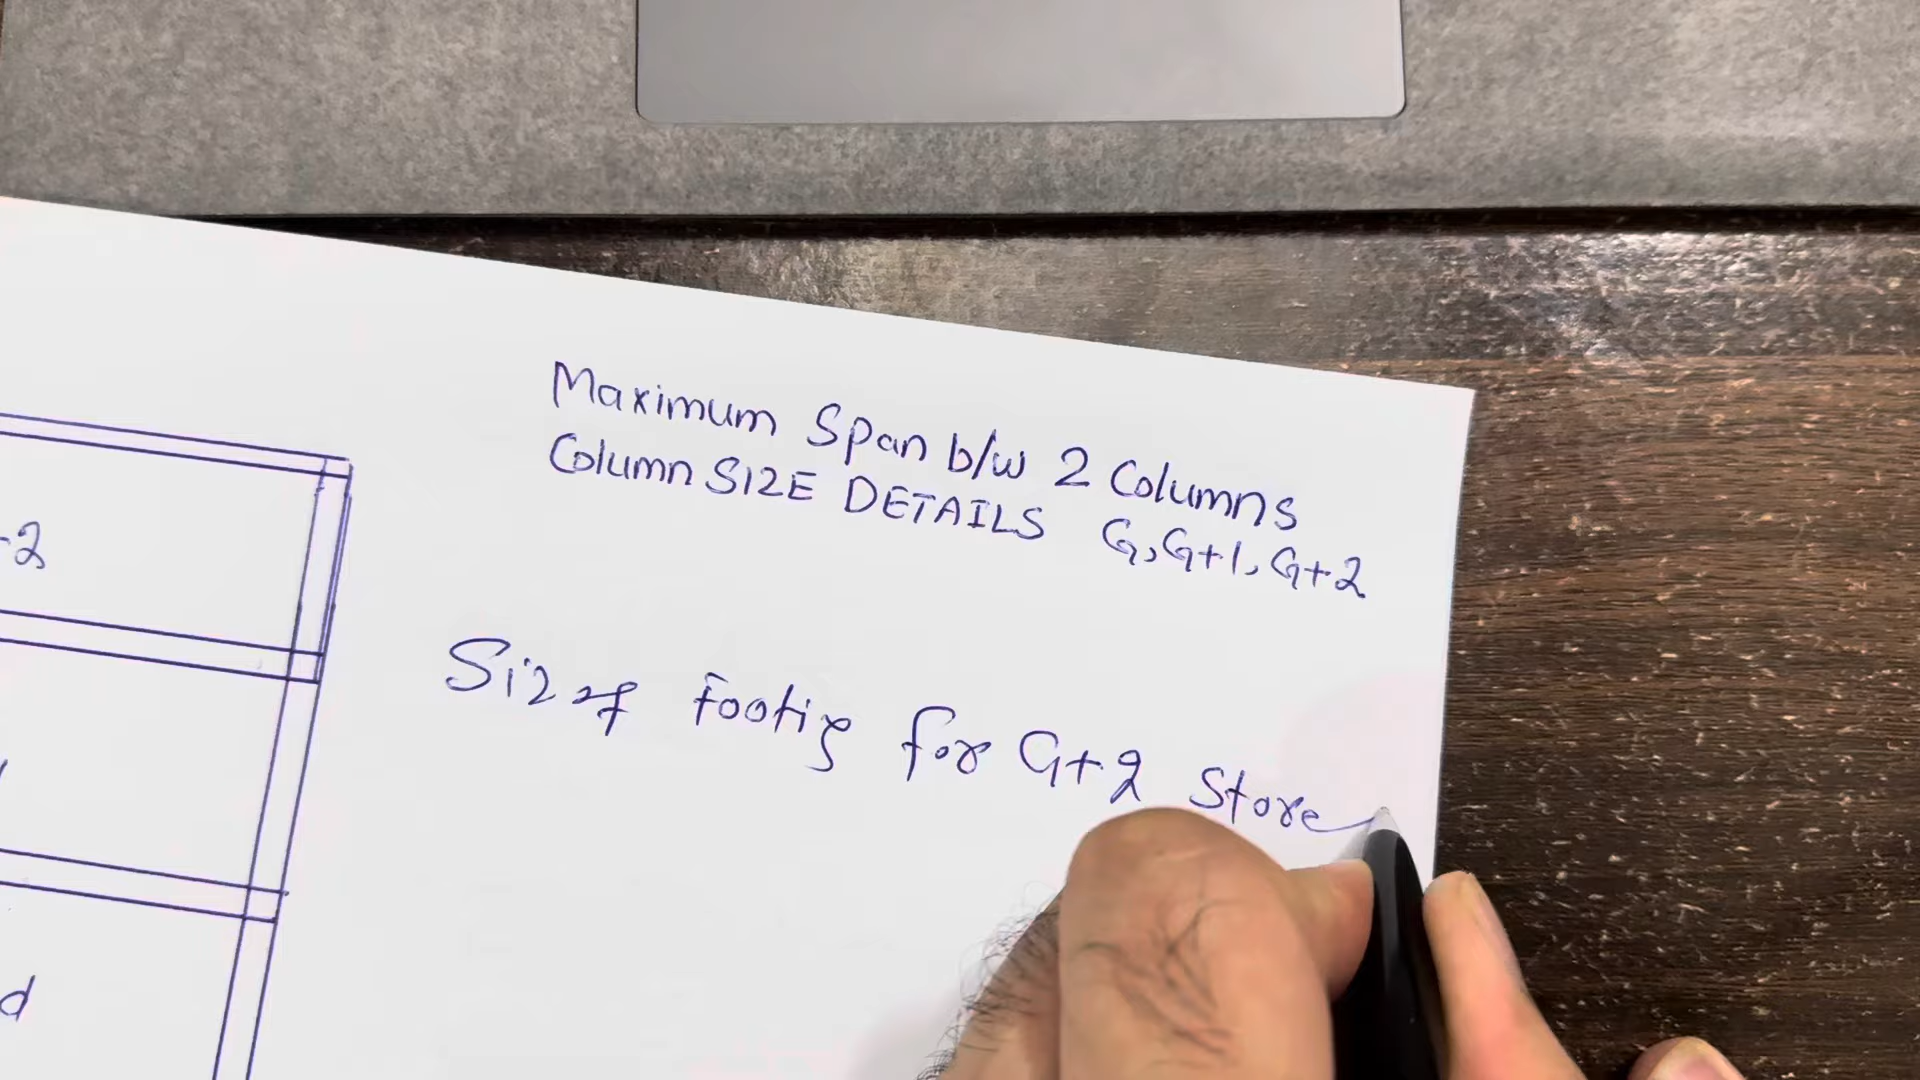 Maximum Span b/w 2 Columns
Column SIZE DETAILS G, G+1, G+2
-2
Siz of Footig for G+2 Store
d